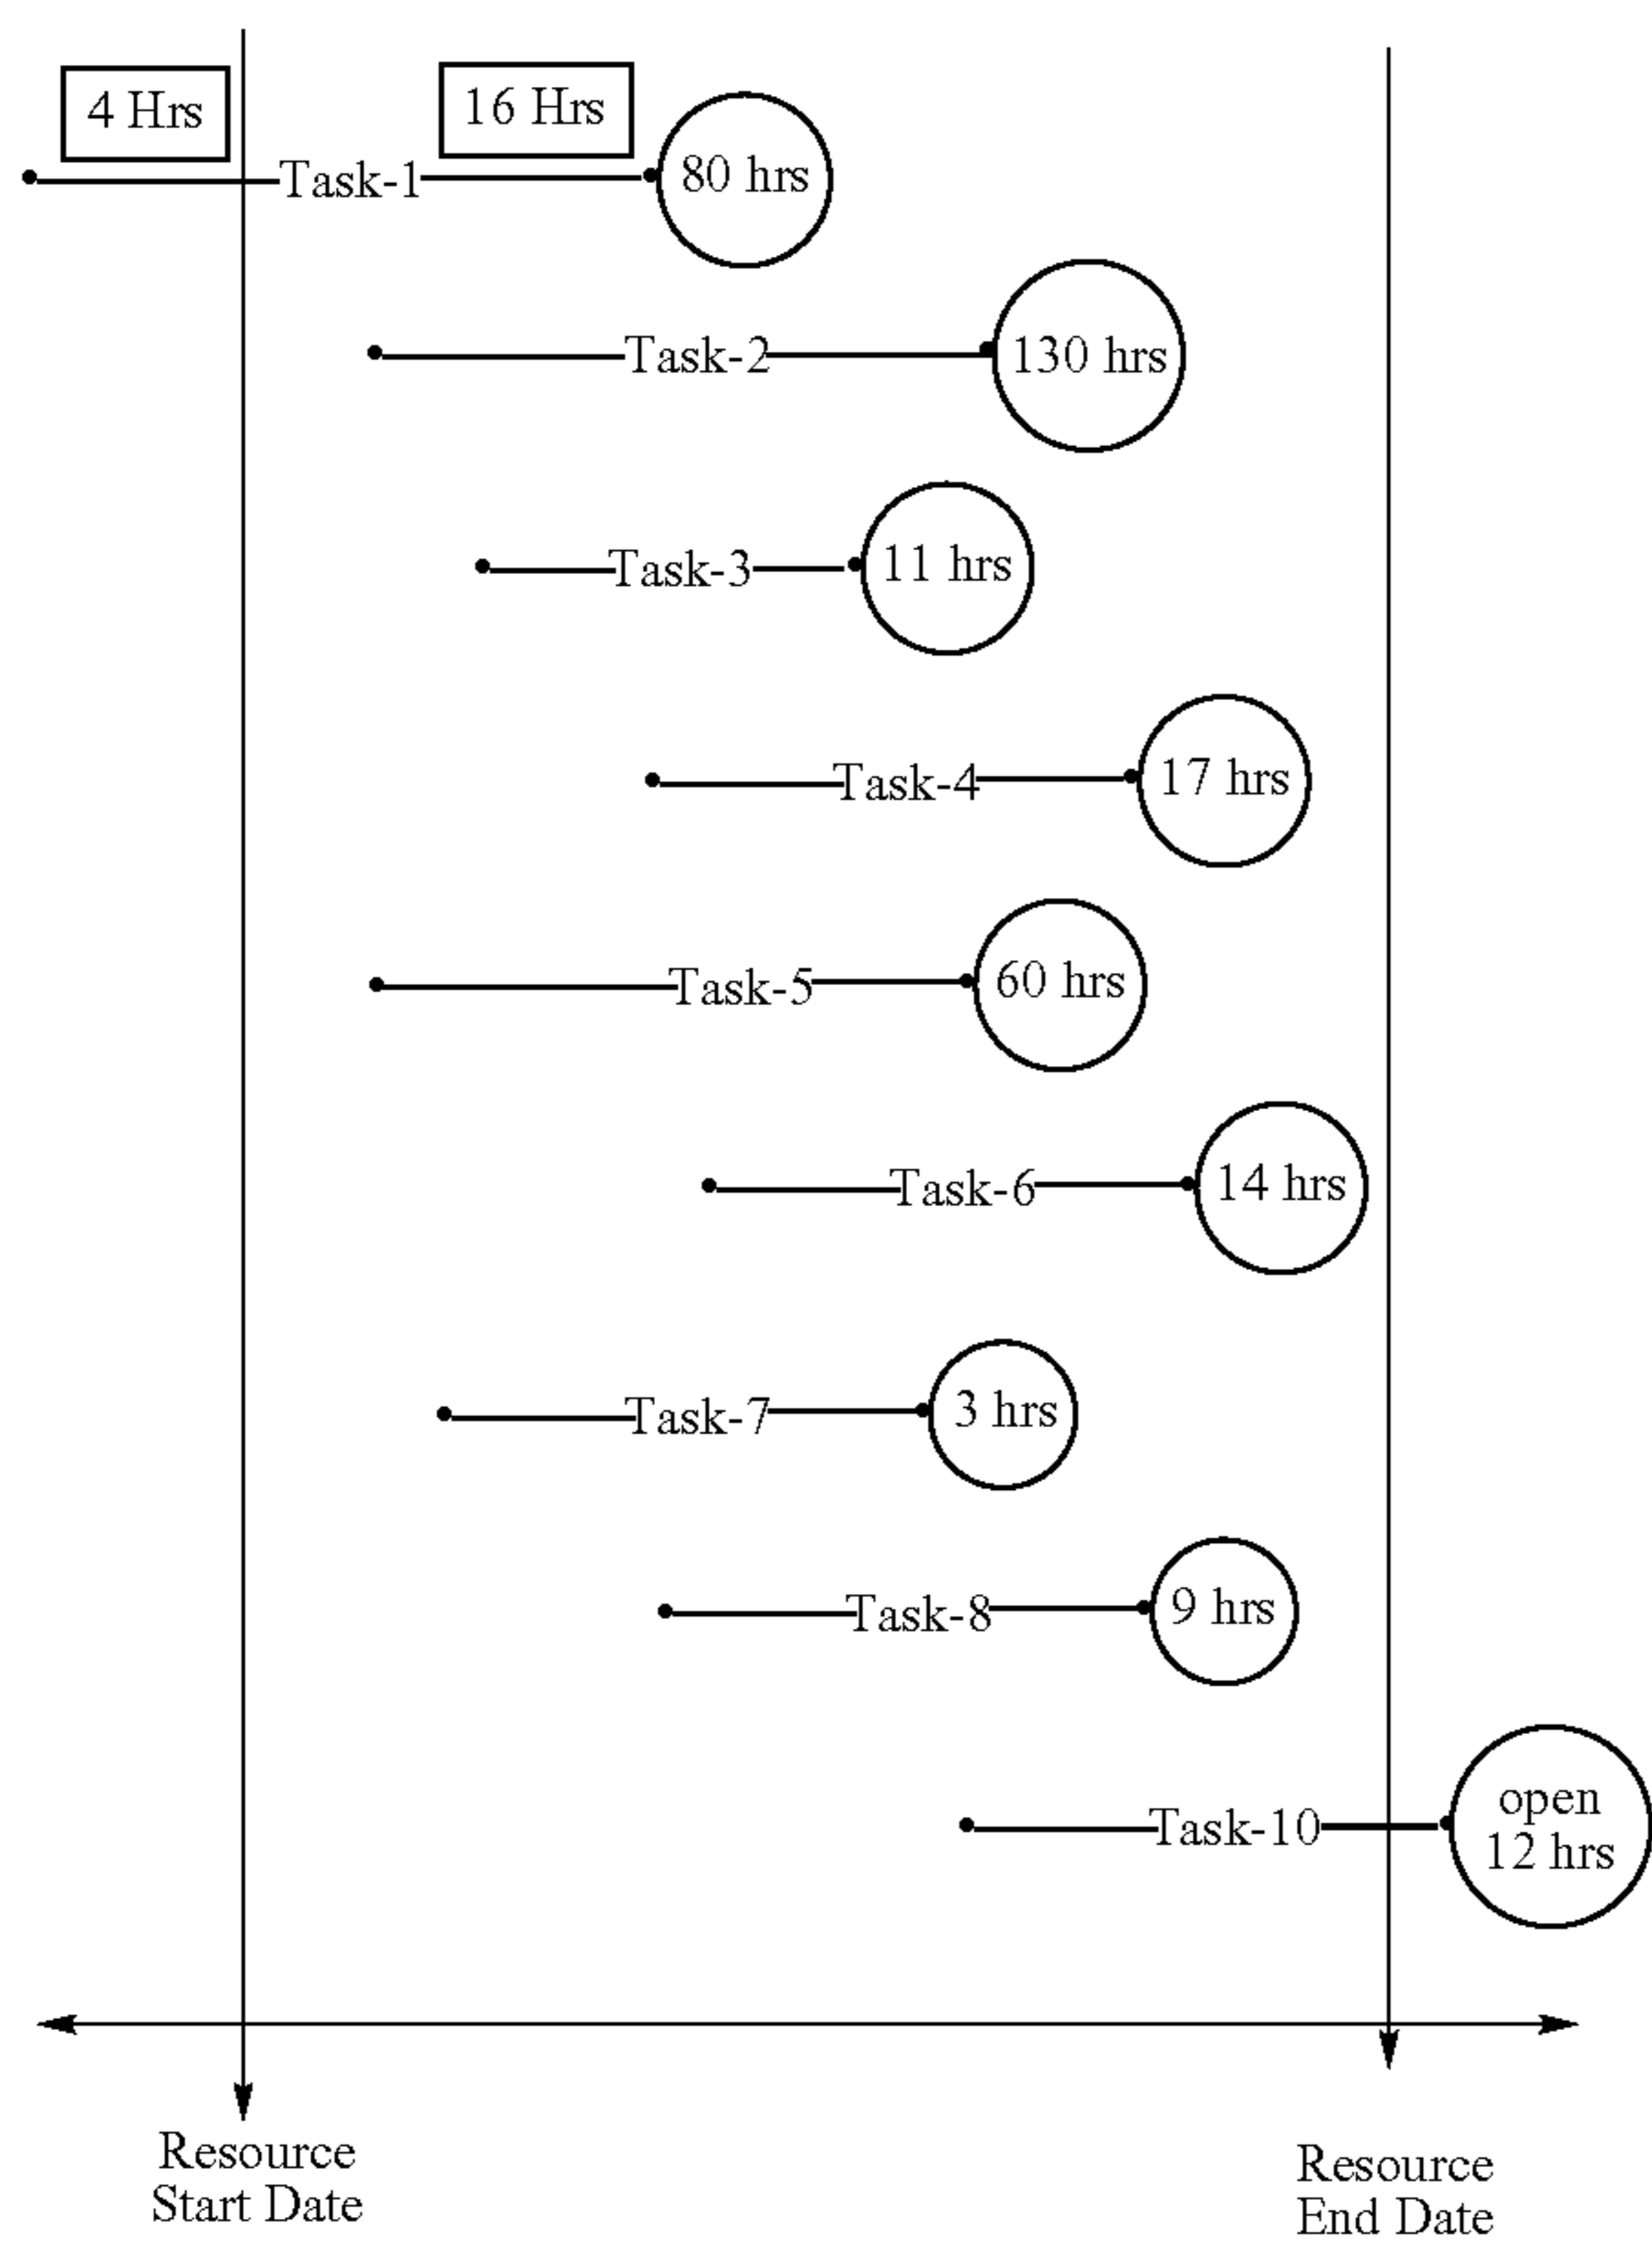 4 Hrs
16 Hrs
Task-1
80 hrs
Task-2
130 hrs
Task-3
11 hrs
Task-4
17 hrs
Task-5
60 hrs
Task-6
14 hrs
Task-7
3 hrs
Task-8
9 hrs
Task-10
open
12 hrs
Resource
Start Date
Resource
End Date